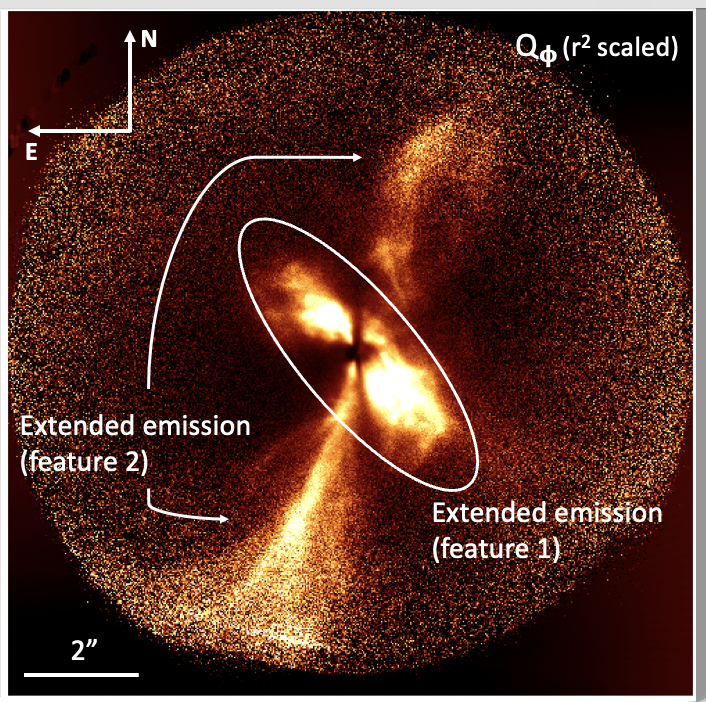 N
Qϕ (r² scaled)
E
Extended emission
(feature 2)
Extended emission
(feature 1)
2”